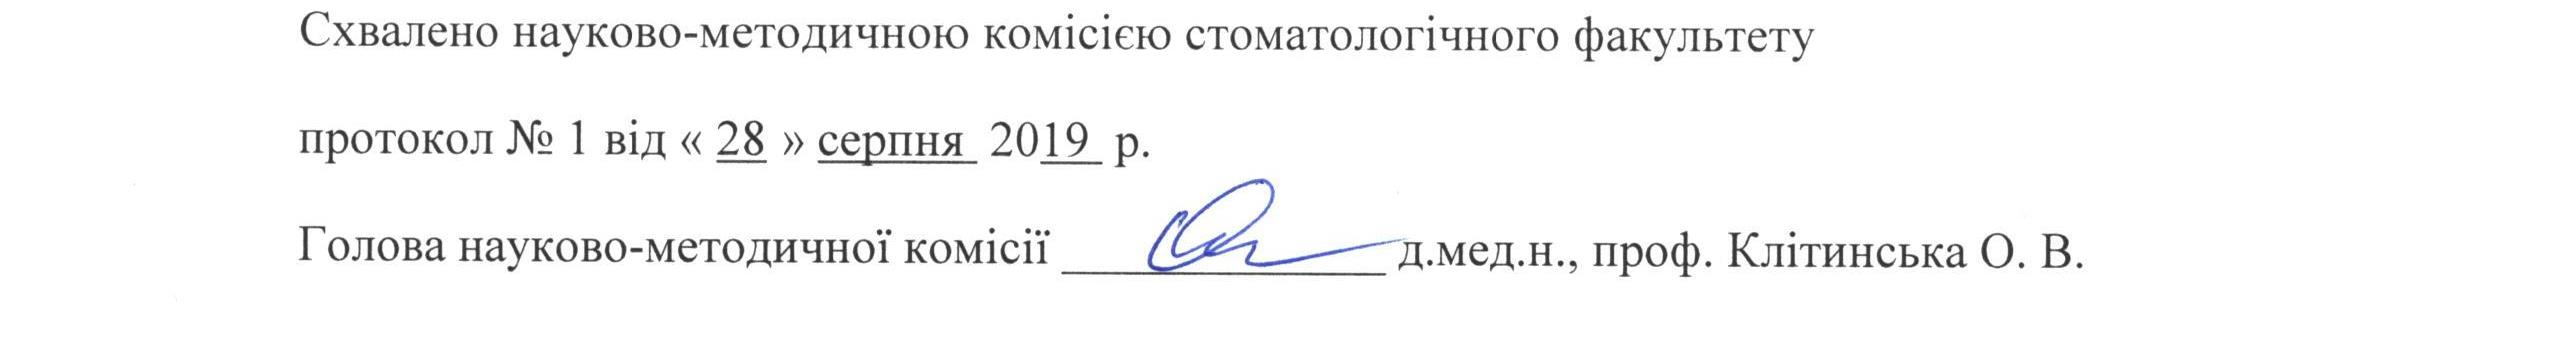 Схвалено науково-методичною комісією стоматологічного факультету
протокол № 1 від « 28 » серпня 2019 р.
Голова науково-методичної комісії ______________ д.мед.н., проф. Клітинська О. В.